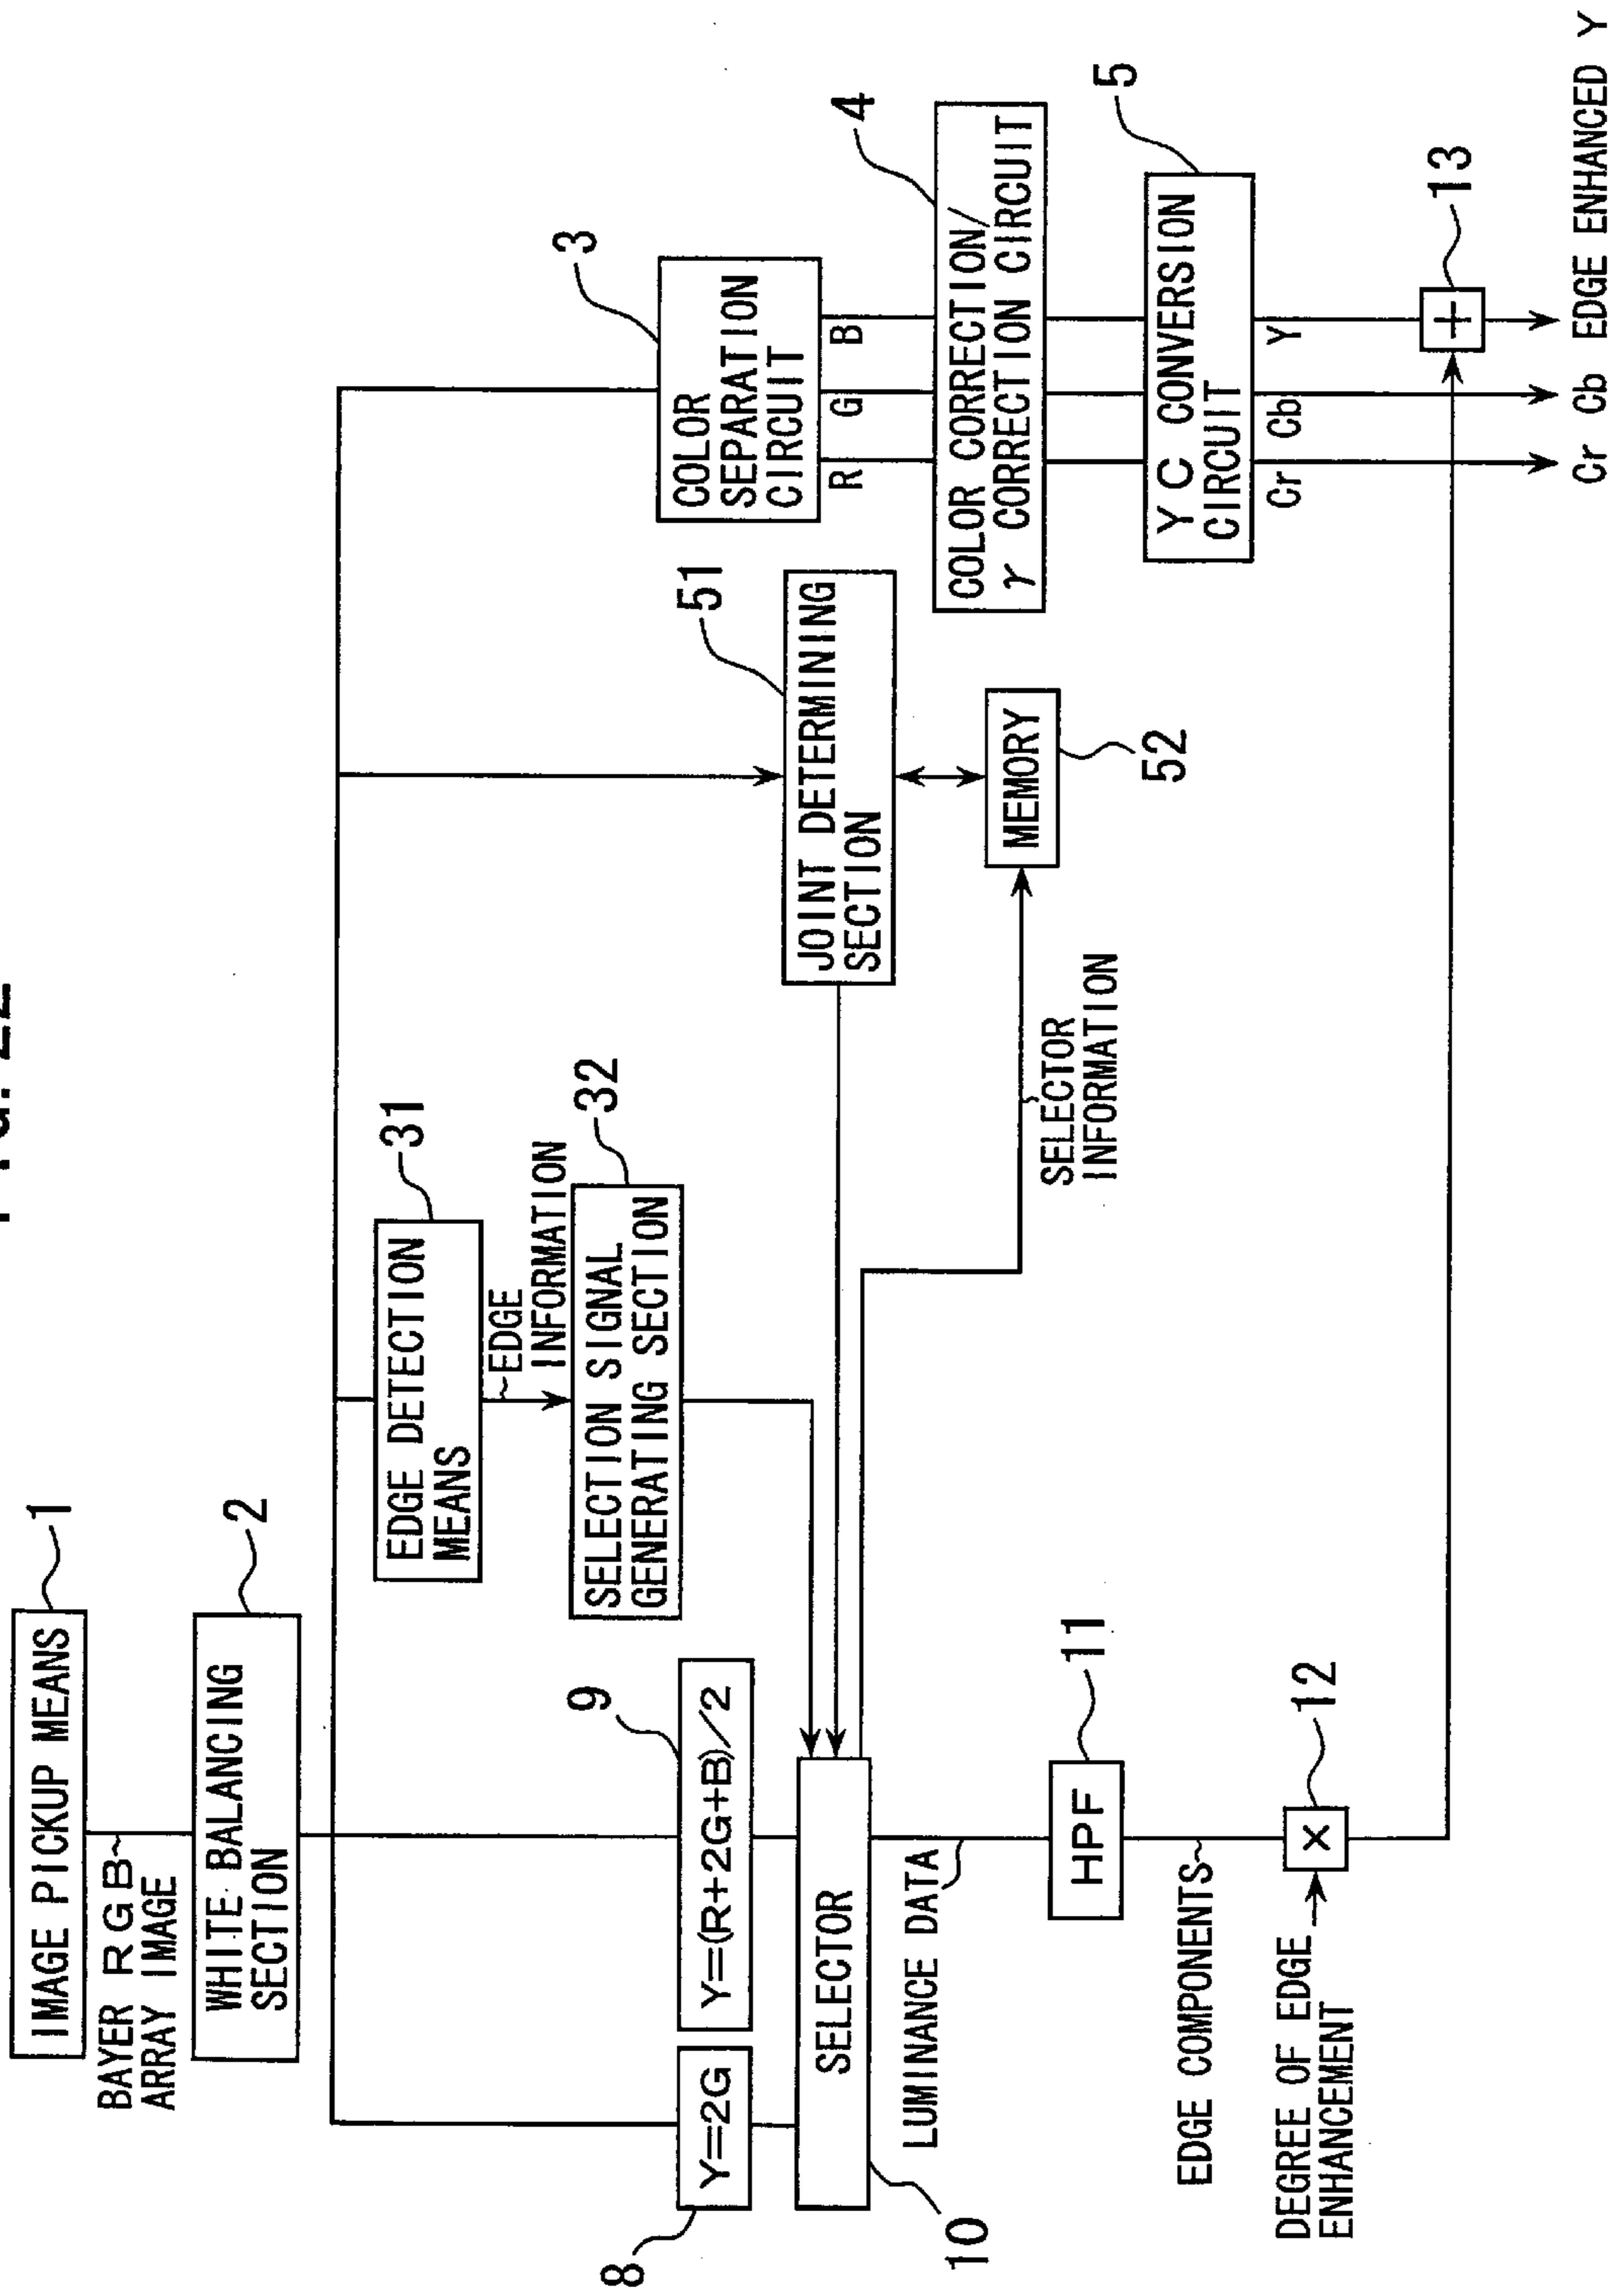 IMAGE PICKUP MEANS
1
BAYER RGB
ARRAY IMAGE
WHITE BALANCING
SECTION
2
EDGE DETECTION
MEANS
31
EDGE
INFORMATION
SELECTION SIGNAL
GENERATING SECTION
32
8
Y=2G
Y=(R+2G+B)/2
9
SELECTOR
10
LUMINANCE DATA
HPF
11
EDGE COMPONENTS
DEGREE OF EDGE
ENHANCEMENT
×
12
JOINT DETERMINING
SECTION
51
MEMORY
52
SELECTOR
INFORMATION
COLOR
SEPARATION
CIRCUIT
3
R G B
COLOR CORRECTION/
γ CORRECTION CIRCUIT
4
YC CONVERSION
CIRCUIT
5
Cr Cb Y
+
13
Cr Cb EDGE ENHANCED Y